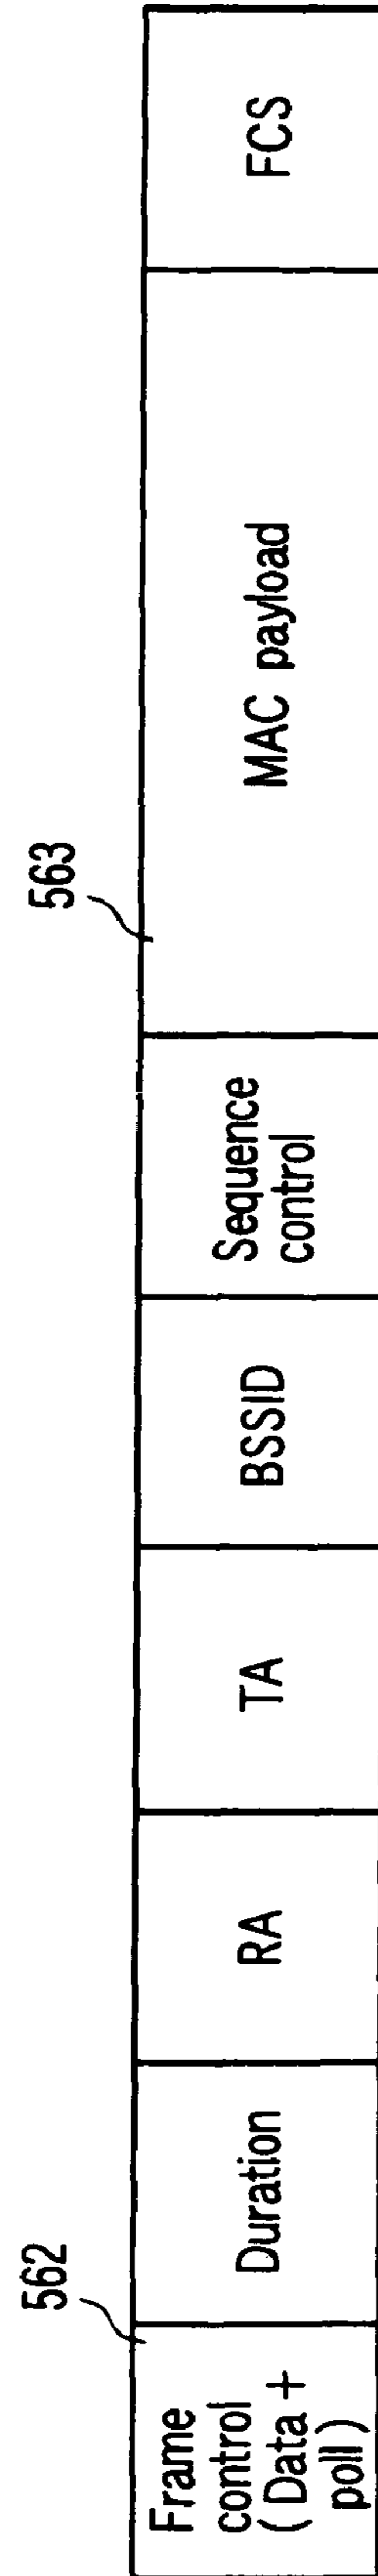 562
563
Frame
control
( Data +
poll )
Duration
RA
TA
BSSID
Sequence
control
MAC payload
FCS